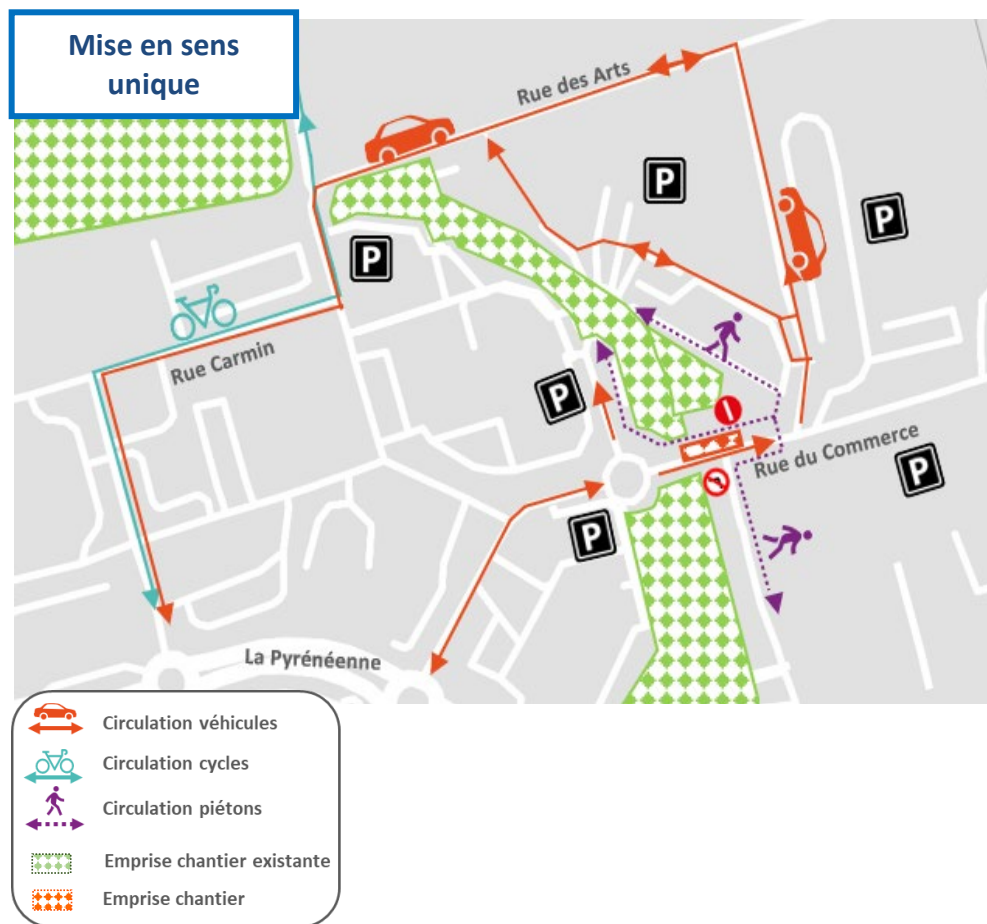 Mise en sens
unique
Rue des Arts
P
P
P
Rue Carmin
P
Rue du Commerce
P
P
La Pyrénéenne
Circulation véhicules
Circulation cycles
Circulation piétons
Emprise chantier existante
Emprise chantier